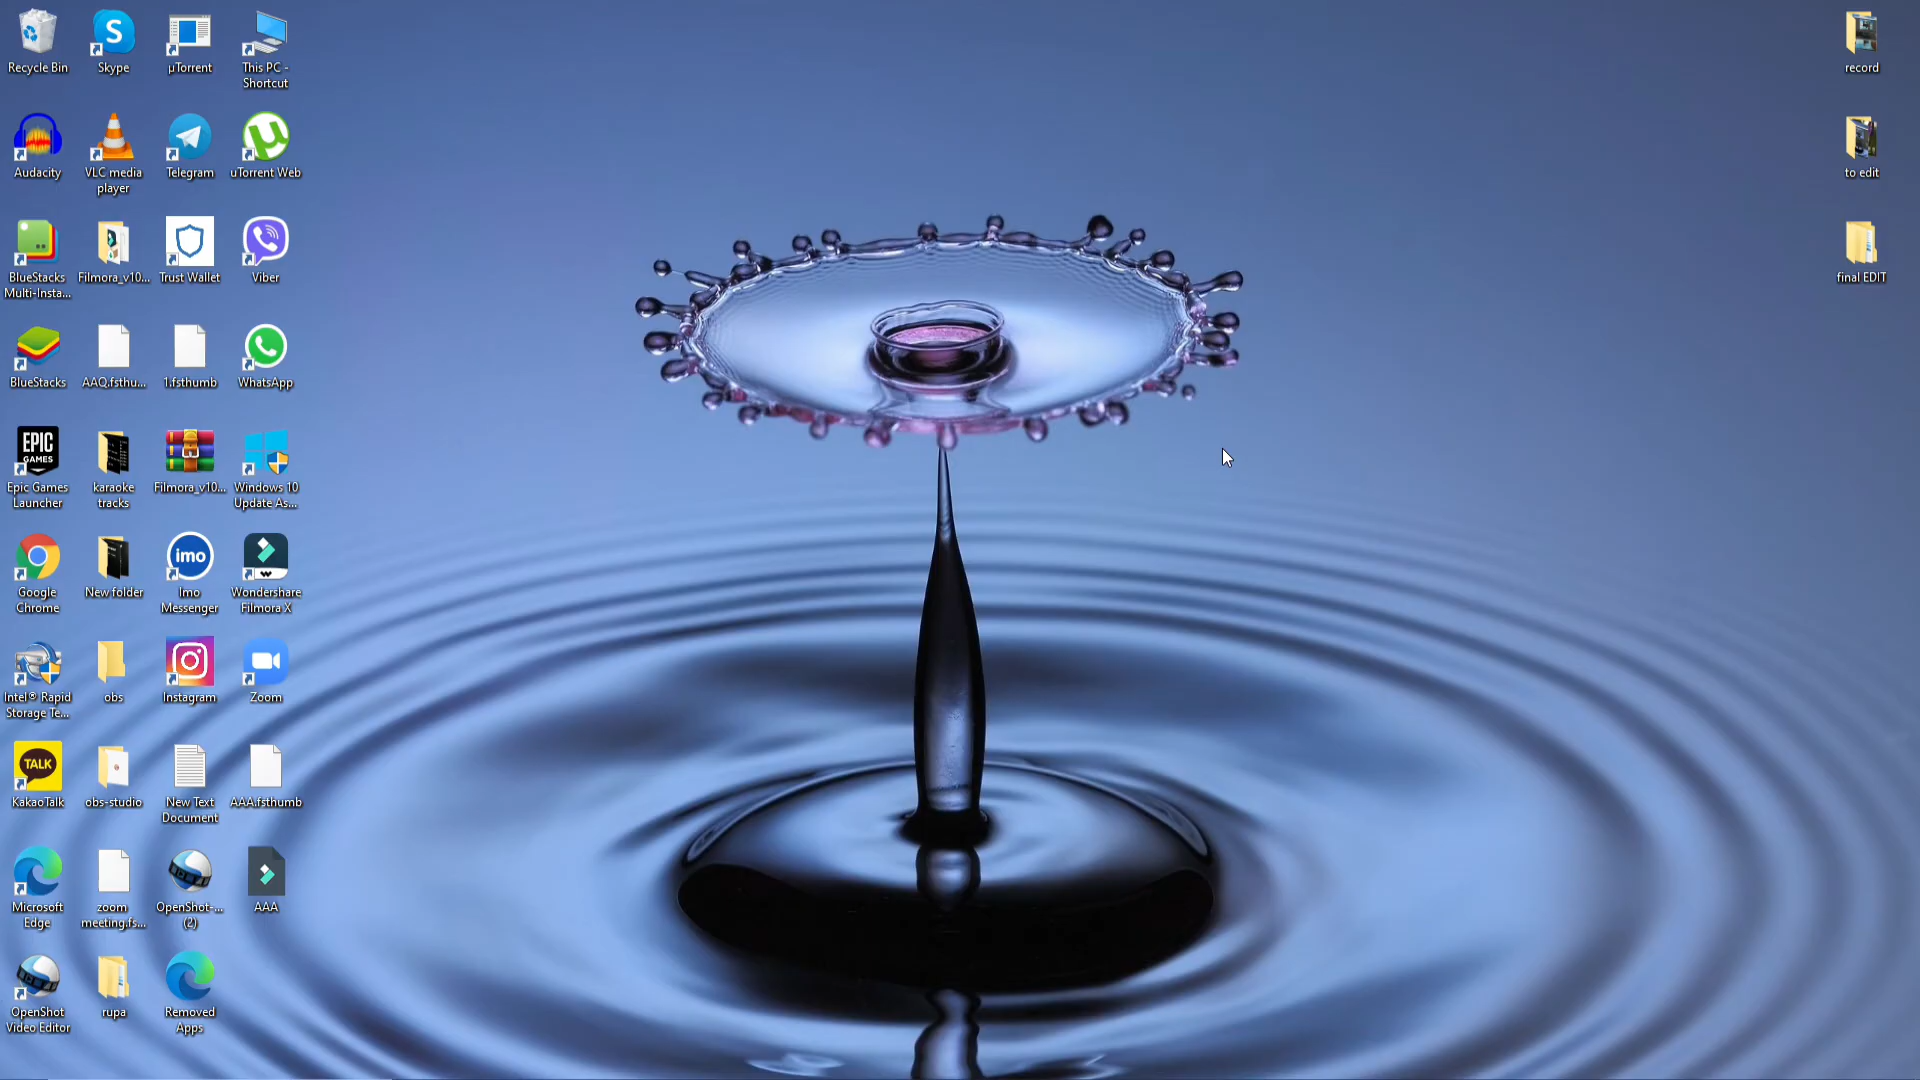 Recycle Bin
Skype
µTorrent
This PC -
Shortcut
record
Audacity
VLC media
player
Telegram
uTorrent Web
to edit
BlueStacks
Multi-Insta...
Filmora_v10...
Trust Wallet
Viber
final EDIT
BlueStacks
AAQ.fsthu...
1.fsthumb
WhatsApp
EPIC
GAMES
Epic Games
Launcher
karaoke
tracks
Filmora_v10...
Windows 10
Update As...
Google
Chrome
New folder
imo
Imo
Messenger
Wondershare
Filmora X
Intel® Rapid
Storage Te...
obs
Instagram
Zoom
TALK
KakaoTalk
obs-studio
New Text
Document
AAA.fsthumb
Microsoft
Edge
zoom
meeting.fs...
OpenShot-...
(2)
AAA
OpenShot
Video Editor
rupa
Removed
Apps